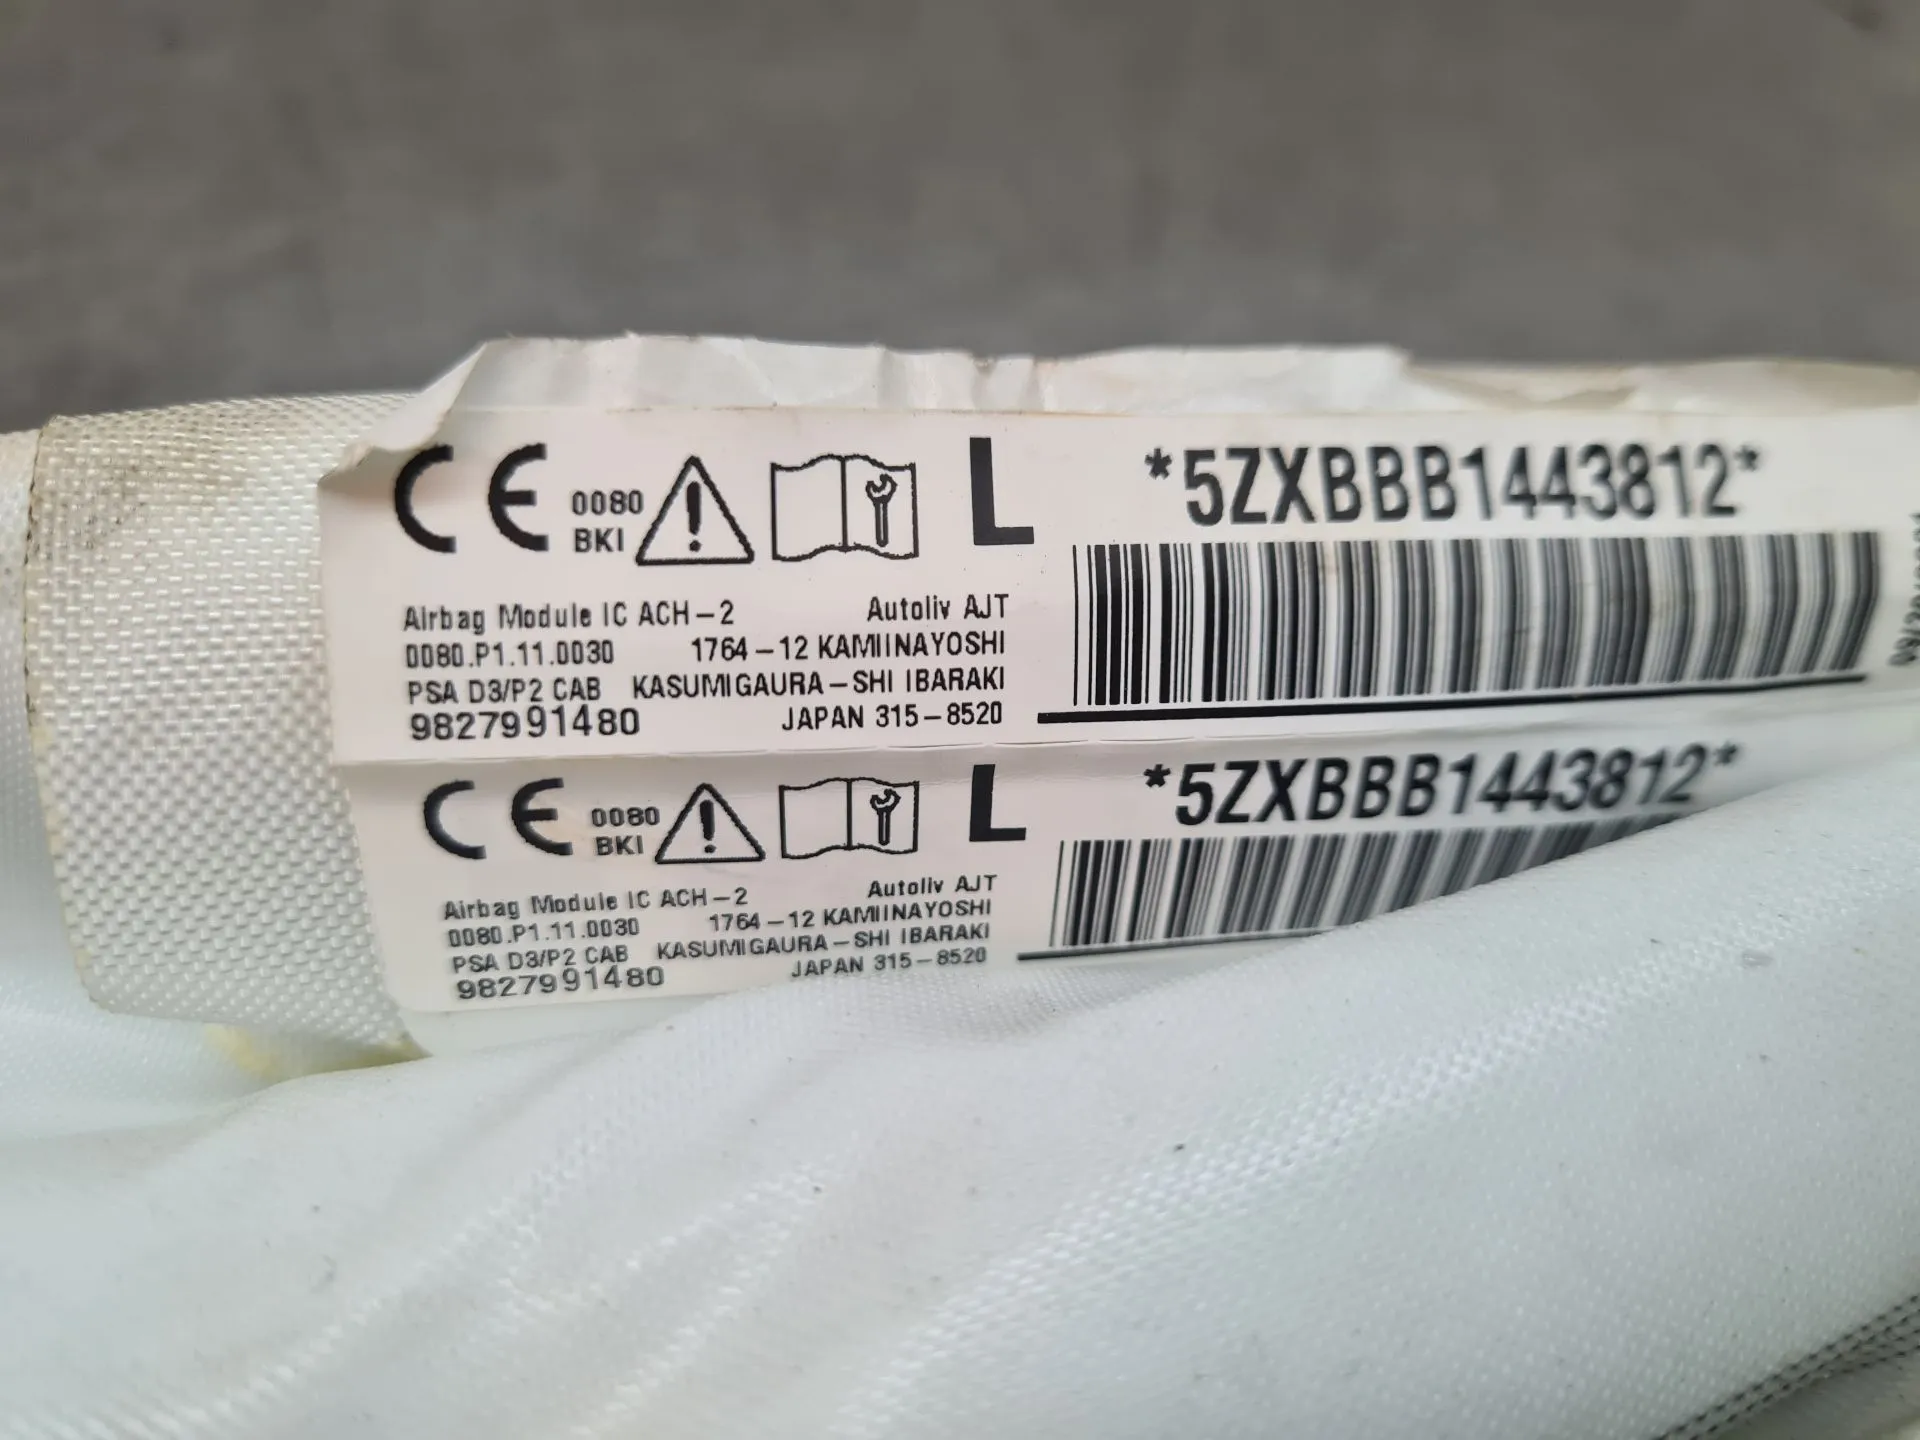 CE 0080 BKI L *5ZXBBB1443812*
Airbag Module IC ACH-2 Autoliv AJT
0080.P1.11.0030 1764-12 KAMIINAYOSHI
PSA D3/P2 CAB KASUMIGAURA-SHI IBARAKI
9827991480 JAPAN 315-8520
CE 0080 BKI L *5ZXBBB1443812*
Airbag Module IC ACH-2 Autoliv AJT
0080.P1.11.0030 1764-12 KAMIINAYOSHI
PSA D3/P2 CAB KASUMIGAURA-SHI IBARAKI
9827991480 JAPAN 315-8520